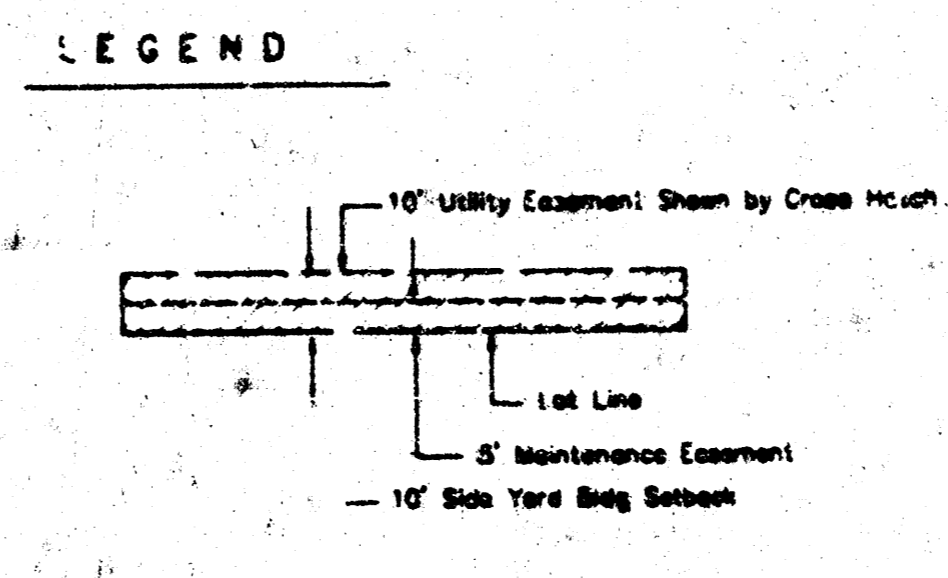 LEGEND
10' Utility Easement Shown by Cross Hatch.
Lot Line
5' Maintenance Easement
10' Side Yard Bldg Setback